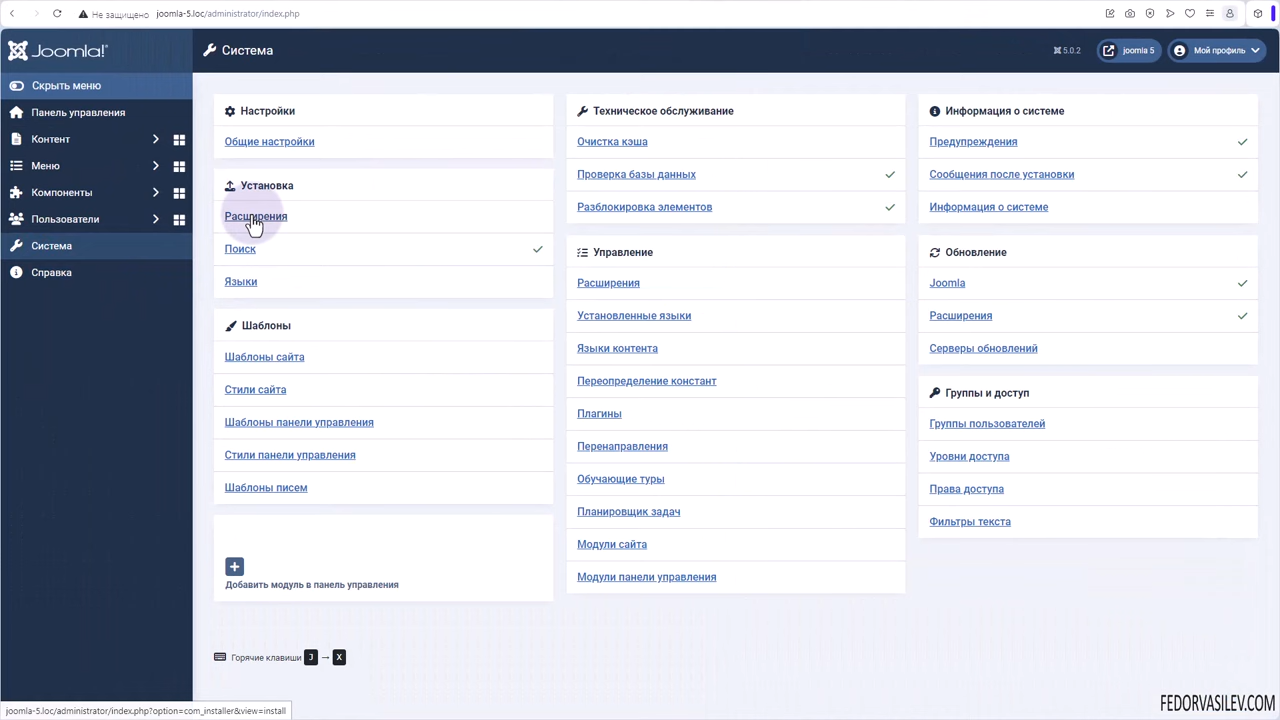 Не защищено joomla-5.loc/administrator/index.php
Joomla!
Система
5.0.2
joomla 5
Мой профиль
Скрыть меню
Панель управления
Контент
Меню
Компоненты
Пользователи
Система
Справка
Настройки
Общие настройки
Установка
Расширения
Поиск
Языки
Шаблоны
Шаблоны сайта
Стили сайта
Шаблоны панели управления
Стили панели управления
Шаблоны писем
Добавить модуль в панель управления
Техническое обслуживание
Очистка кэша
Проверка базы данных
Разблокировка элементов
Управление
Расширения
Установленные языки
Языки контента
Переопределение констант
Плагины
Перенаправления
Обучающие туры
Планировщик задач
Модули сайта
Модули панели управления
Информация о системе
Предупреждения
Сообщения после установки
Информация о системе
Обновление
Joomla
Расширения
Серверы обновлений
Группы и доступ
Группы пользователей
Уровни доступа
Права доступа
Фильтры текста
Горячие клавиши J → X
FEDORVASILEV.COM
joomla-5.loc/administrator/index.php?option=com_installer&view=install